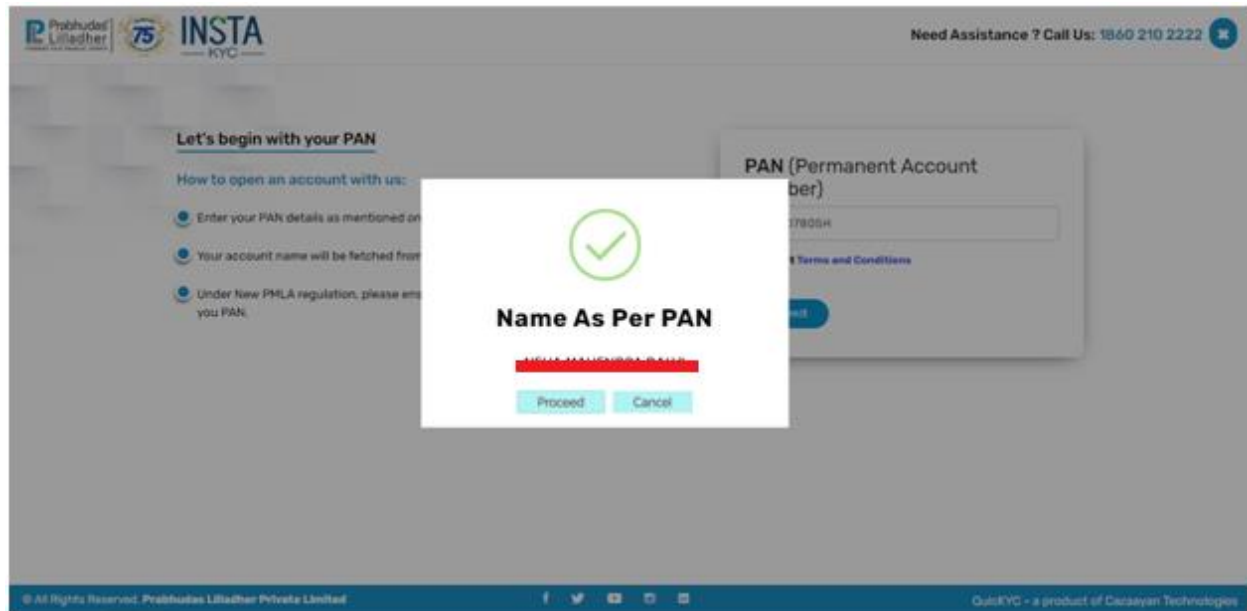 Prabhudas
Lilladher
75
INSTA
KYC
Need Assistance ? Call Us: 1860 210 2222
Let's begin with your PAN
How to open an account with us:
Enter your PAN details as mentioned on
Your account name will be fetched from
Under New PMLA regulation, please ens
you PAN.
PAN (Permanent Account
ber)
Terms and Conditions
Name As Per PAN
Proceed Cancel
© All Rights Reserved. Prabhudas Lilladher Private Limited
QuicKYC - a product of Cazaayan Technologies